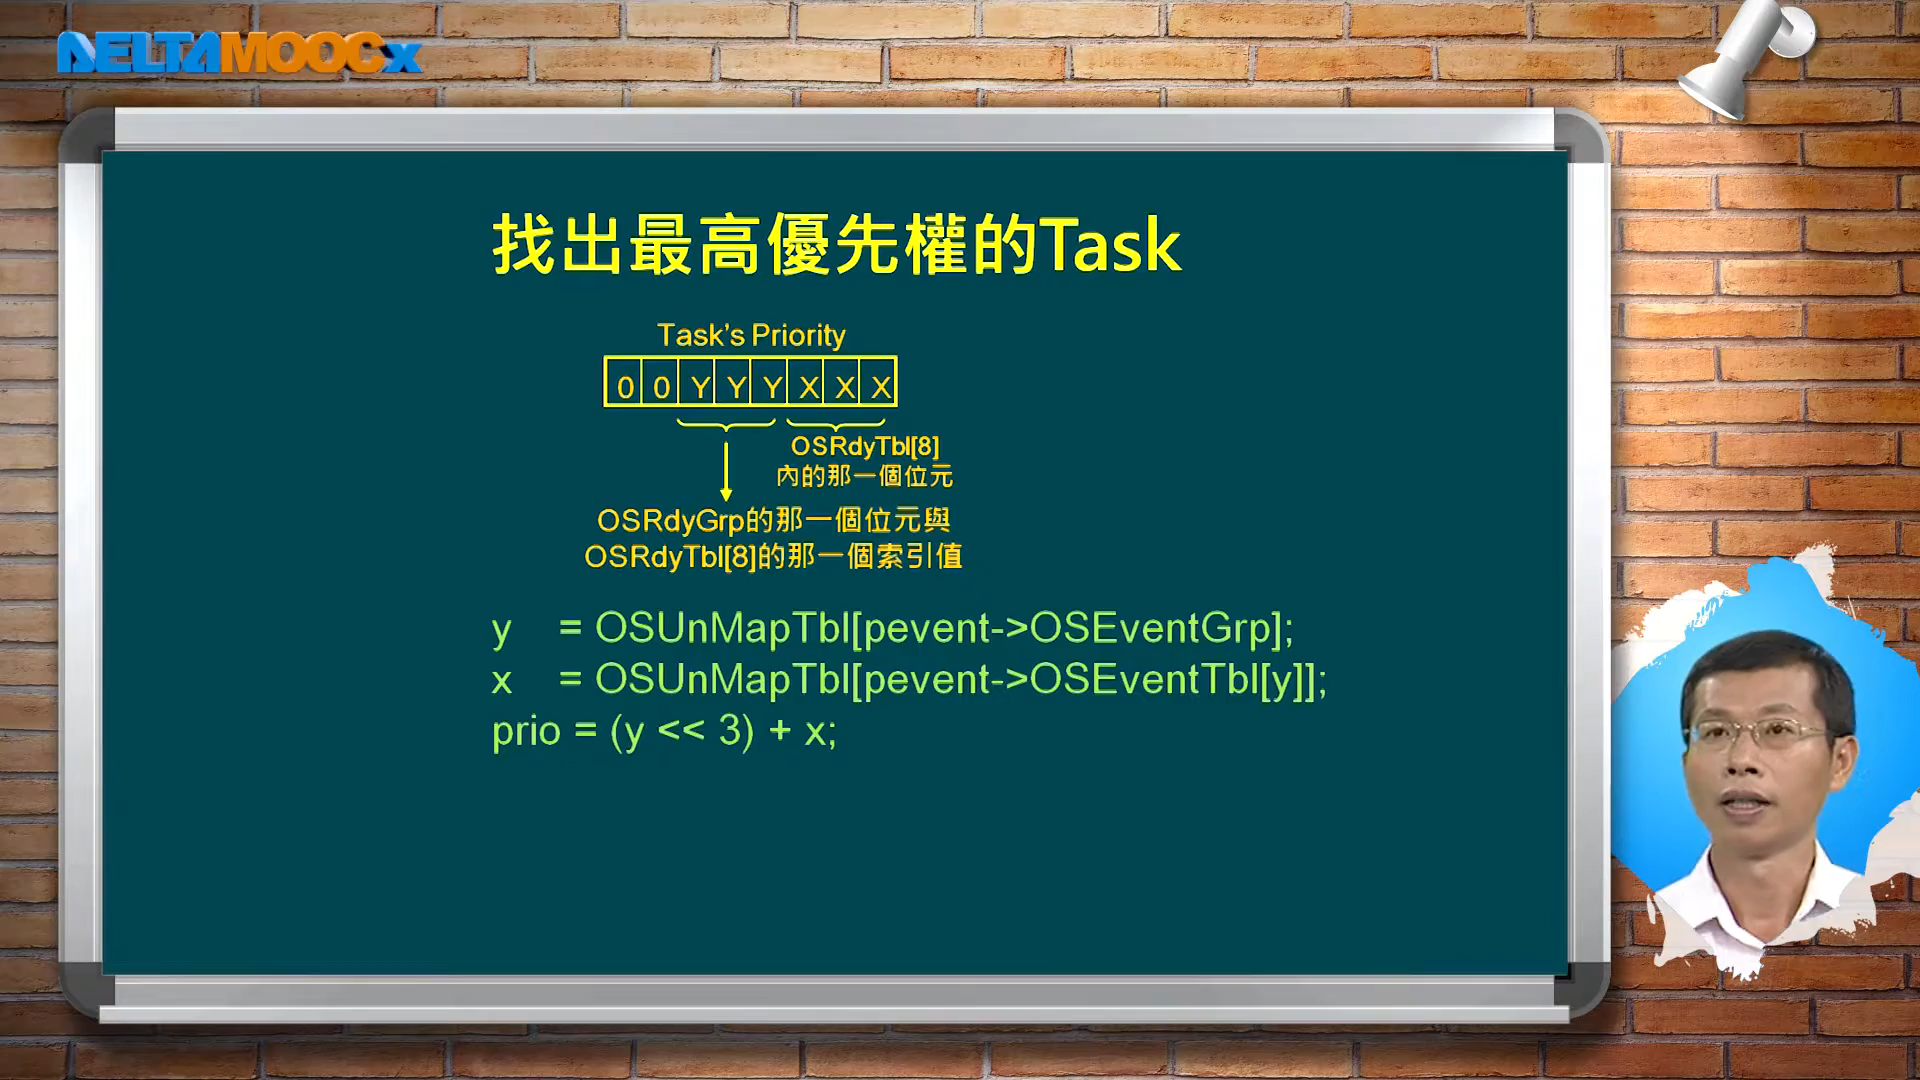 DELTAMOOCx
找出最高優先權的Task
Task's Priority
0 0 Y Y Y X X X
OSRdyTbl[8]
內的那一個位元
OSRdyGrp的那一個位元與
OSRdyTbl[8]的那一個索引值
y = OSUnMapTbl[pevent->OSEventGrp];
x = OSUnMapTbl[pevent->OSEventTbl[y]];
prio = (y << 3) + x;